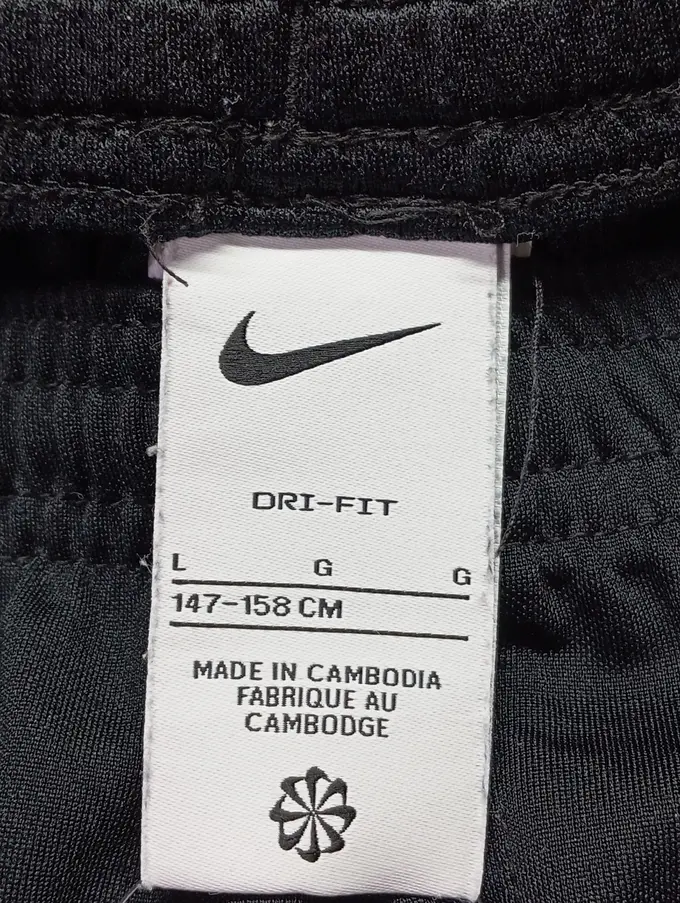 DRI-FIT
L G G
147-158 CM
MADE IN CAMBODIA
FABRIQUE AU
CAMBODGE